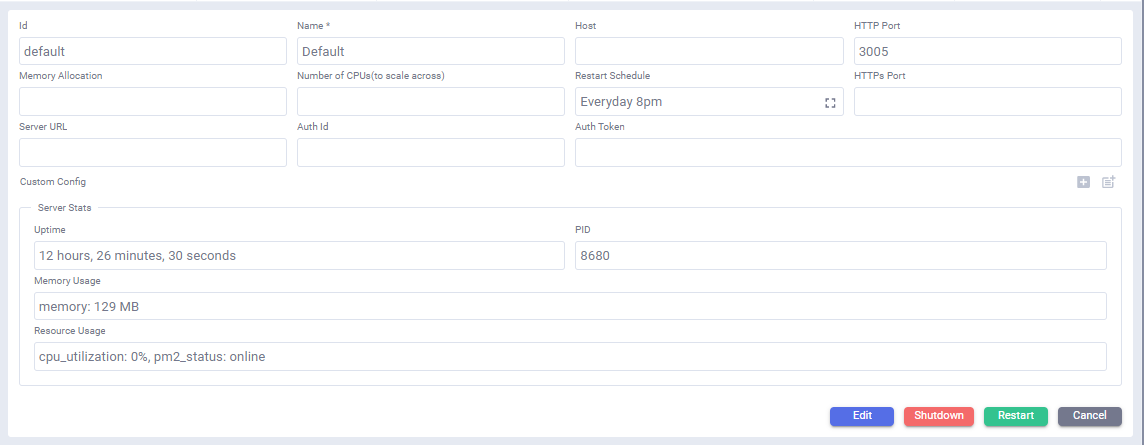 Id Name * Host HTTP Port
default Default 3005
Memory Allocation Number of CPUs(to scale across) Restart Schedule HTTPs Port
Everyday 8pm
Server URL Auth Id Auth Token
Custom Config
Server Stats
Uptime PID
12 hours, 26 minutes, 30 seconds 8680
Memory Usage
memory: 129 MB
Resource Usage
cpu_utilization: 0%, pm2_status: online
Edit Shutdown Restart Cancel